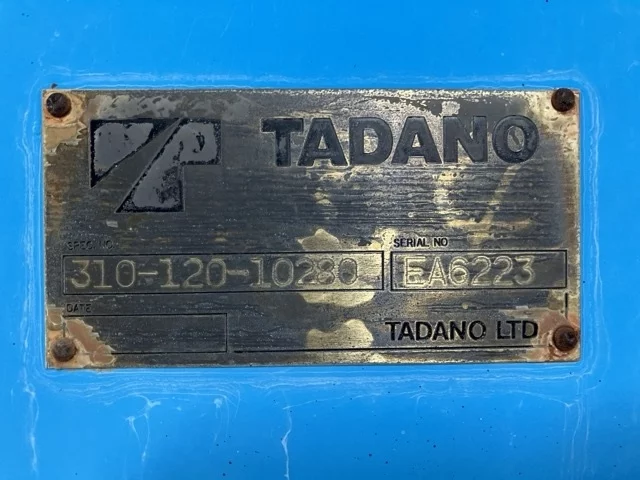 TADANO
SPEC. NO.
SERIAL NO
310-120-10280
EA6223
DATE
TADANO LTD